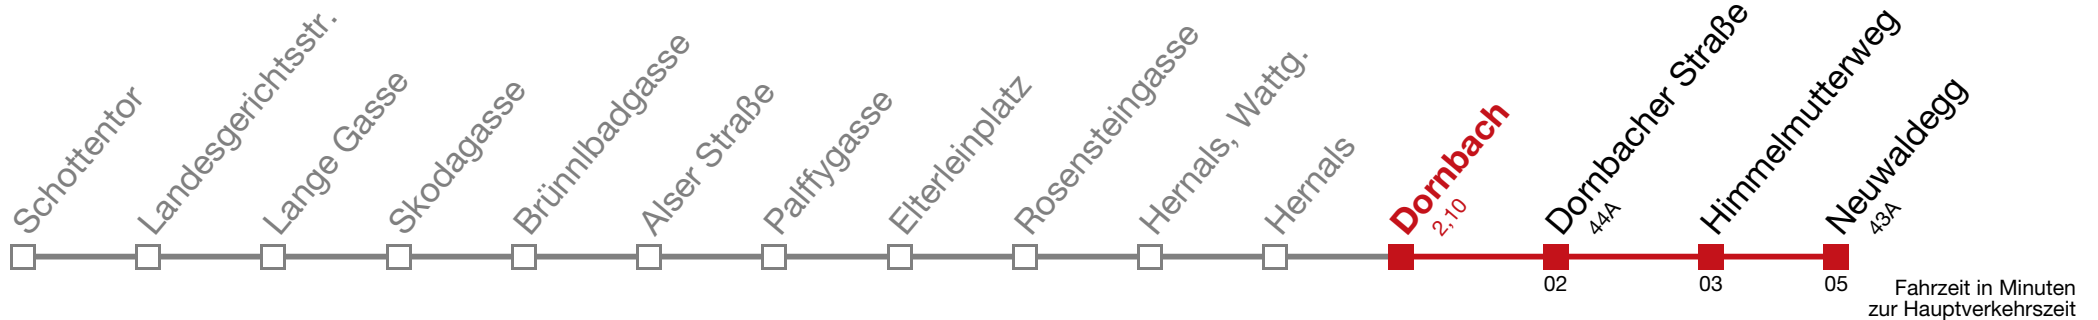 Schottentor
Landesgerichtsstr.
Lange Gasse
Skodagasse
Brünnlbadgasse
Alser Straße
Palffygasse
Elterleinplatz
Rosensteingasse
Hernals, Wattg.
Hernals
Dornbach
2,10
Dornbacher Straße
44A
Himmelmutterweg
Neuwaldegg
43A
02
03
05
Fahrzeit in Minuten
zur Hauptverkehrszeit